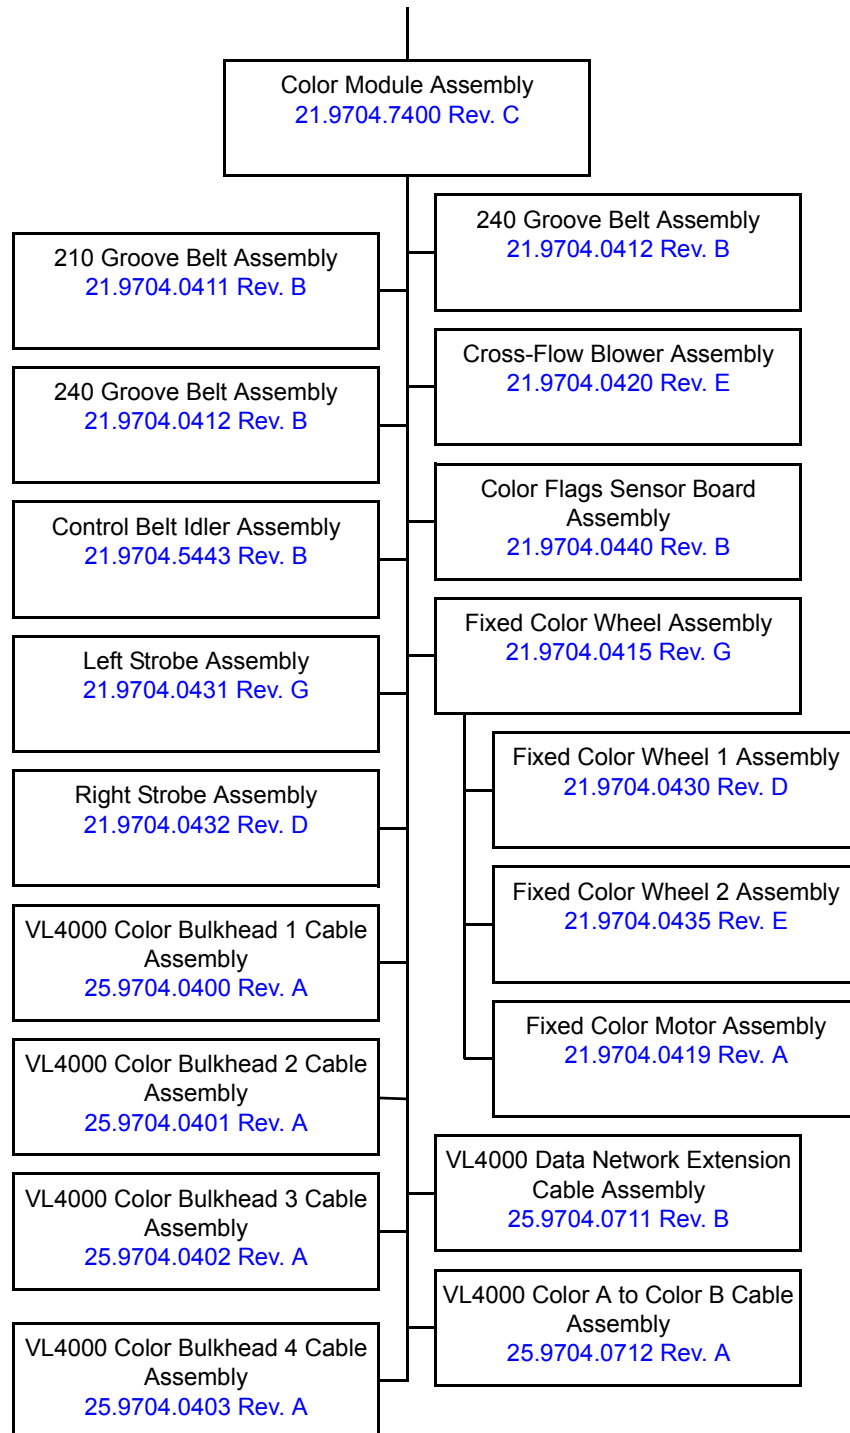 Color Module Assembly
21.9704.7400 Rev. C
210 Groove Belt Assembly
21.9704.0411 Rev. B
240 Groove Belt Assembly
21.9704.0412 Rev. B
Control Belt Idler Assembly
21.9704.5443 Rev. B
Left Strobe Assembly
21.9704.0431 Rev. G
Right Strobe Assembly
21.9704.0432 Rev. D
VL4000 Color Bulkhead 1 Cable
Assembly
25.9704.0400 Rev. A
VL4000 Color Bulkhead 2 Cable
Assembly
25.9704.0401 Rev. A
VL4000 Color Bulkhead 3 Cable
Assembly
25.9704.0402 Rev. A
VL4000 Color Bulkhead 4 Cable
Assembly
25.9704.0403 Rev. A
240 Groove Belt Assembly
21.9704.0412 Rev. B
Cross-Flow Blower Assembly
21.9704.0420 Rev. E
Color Flags Sensor Board
Assembly
21.9704.0440 Rev. B
Fixed Color Wheel Assembly
21.9704.0415 Rev. G
Fixed Color Wheel 1 Assembly
21.9704.0430 Rev. D
Fixed Color Wheel 2 Assembly
21.9704.0435 Rev. E
Fixed Color Motor Assembly
21.9704.0419 Rev. A
VL4000 Data Network Extension
Cable Assembly
25.9704.0711 Rev. B
VL4000 Color A to Color B Cable
Assembly
25.9704.0712 Rev. A